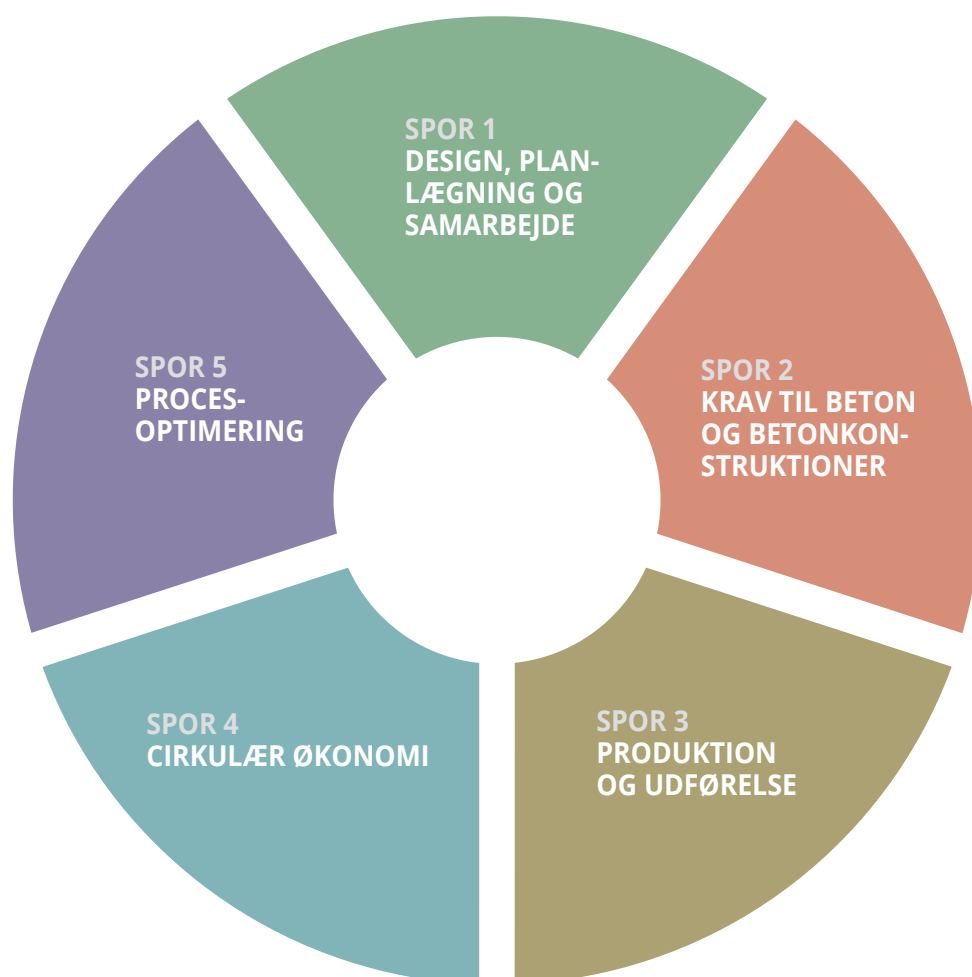 SPOR 1
DESIGN, PLAN-
LÆGNING OG
SAMARBEJDE
SPOR 2
KRAV TIL BETON
OG BETONKON-
STRUKTIONER
SPOR 3
PRODUKTION
OG UDFØRELSE
SPOR 4
CIRKULÆR ØKONOMI
SPOR 5
PROCES-
OPTIMERING